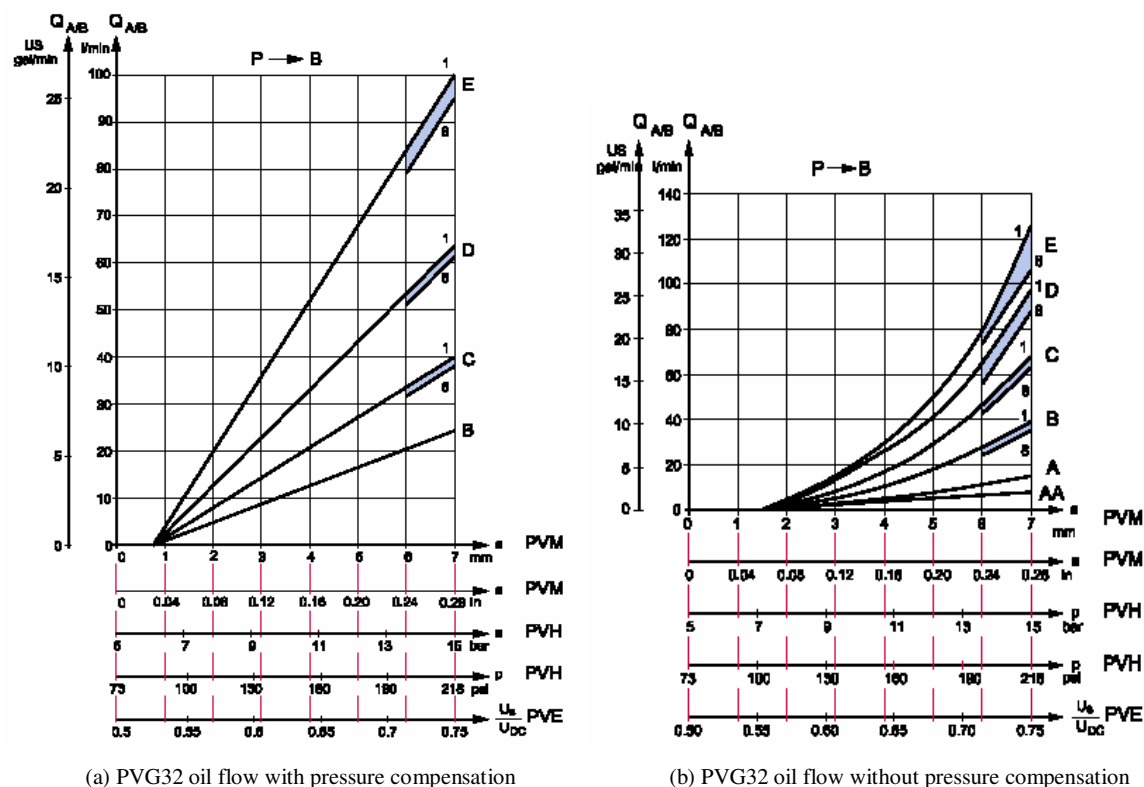 Q A/B Q A/B
US gal/min l/min
P → B
100
90
80
70
60
50
40
30
20
10
0
25
20
15
10
5
0
1
E
8
1
D
8
1
C
8
B
0 1 2 3 4 5 6 7 s PVM
mm
0 0.04 0.08 0.12 0.16 0.20 0.24 0.28 in s PVM
5 7 9 11 13 15 bar PVH
73 100 130 160 190 218 psi p PVH
0.5 0.55 0.6 0.65 0.7 0.75 US/UDC PVE
(a) PVG32 oil flow with pressure compensation
Q A/B Q A/B
US gal/min l/min
P → B
140
120
100
80
60
40
20
0
35
30
25
20
15
10
5
0
1
E
8
1
D
8
1
C
8
1
B
8
A
AA
0 1 2 3 4 5 6 7 s PVM
mm
0 0.04 0.08 0.12 0.16 0.20 0.24 0.28 in s PVM
5 7 9 11 13 15 bar p PVH
73 100 130 160 190 218 psi p PVH
0.50 0.55 0.60 0.65 0.70 0.75 US/UDC PVE
(b) PVG32 oil flow without pressure compensation